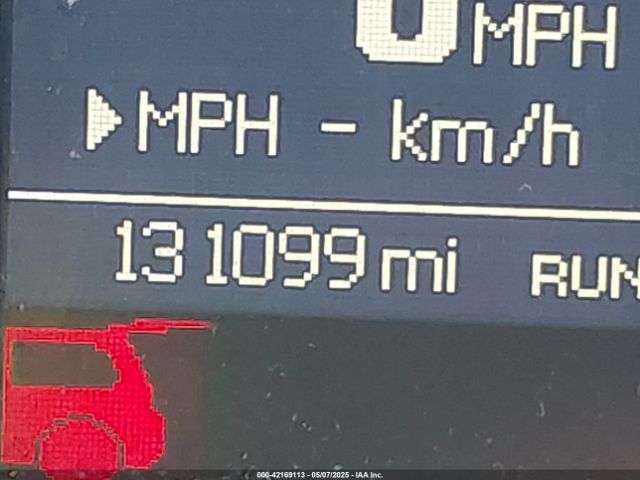 0 MPH
MPH - km/h
131099 mi RUN
000-42169113 - 05/07/2025 - IAA Inc.